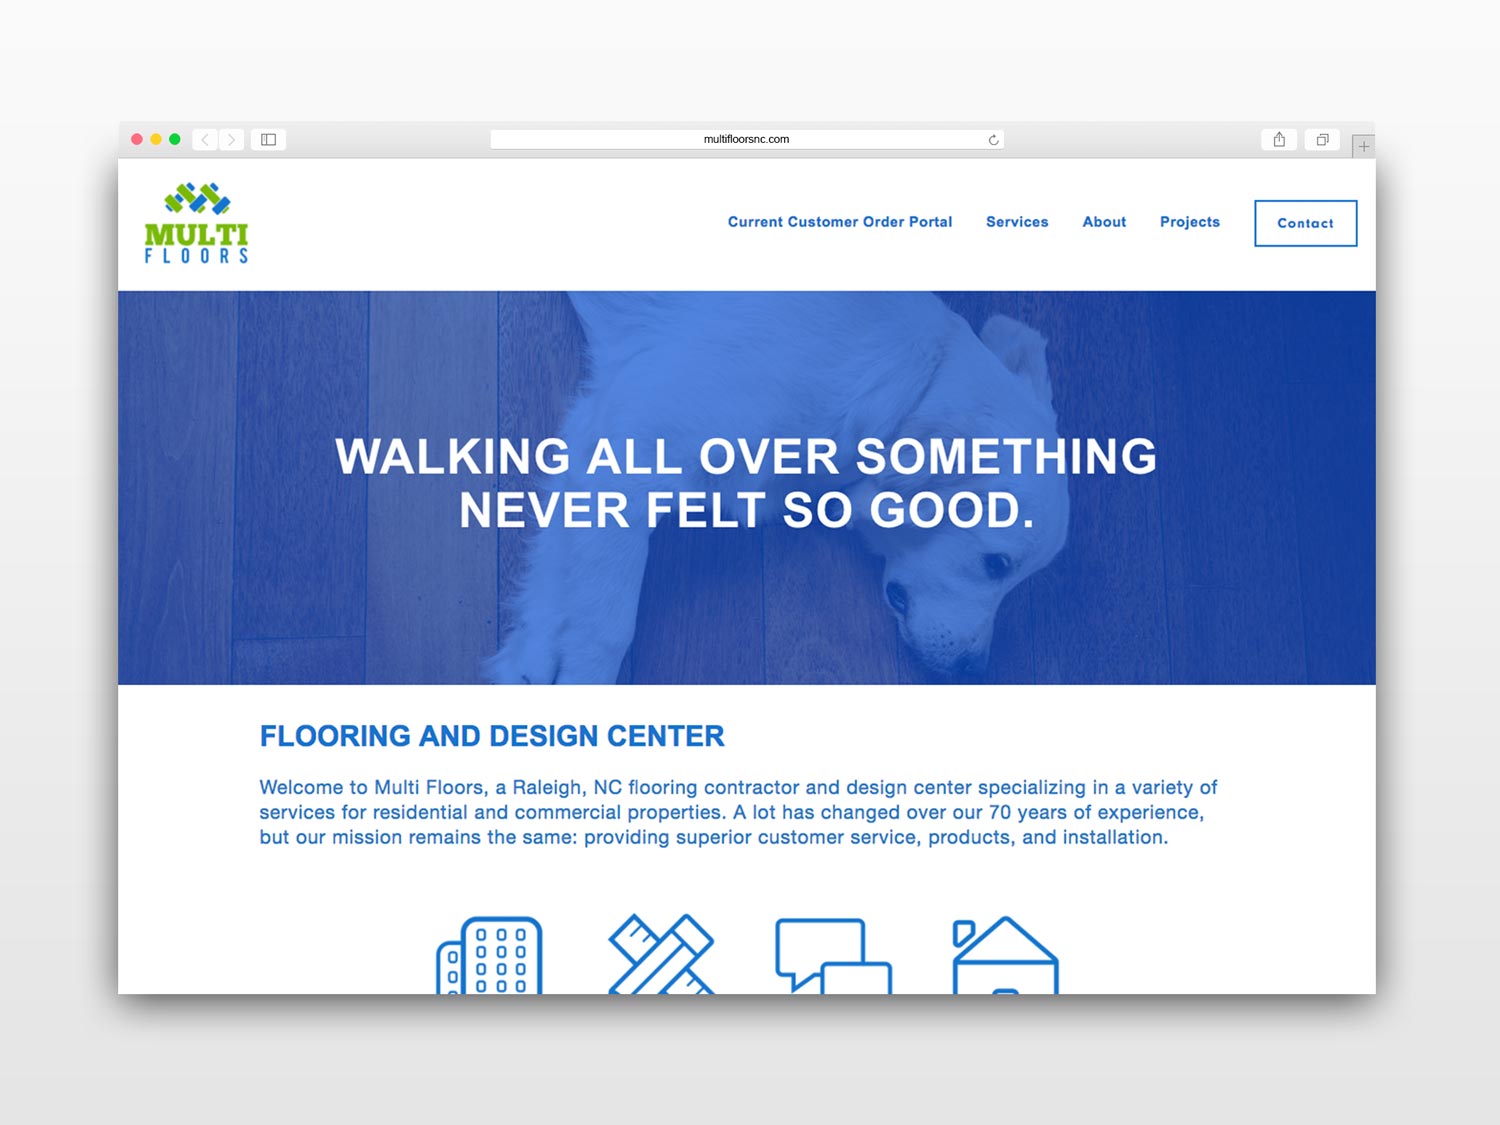 multifloorsnc.com
MULTI
FLOORS
Current Customer Order Portal Services About Projects Contact
WALKING ALL OVER SOMETHING
NEVER FELT SO GOOD.
FLOORING AND DESIGN CENTER
Welcome to Multi Floors, a Raleigh, NC flooring contractor and design center specializing in a variety of
services for residential and commercial properties. A lot has changed over our 70 years of experience,
but our mission remains the same: providing superior customer service, products, and installation.